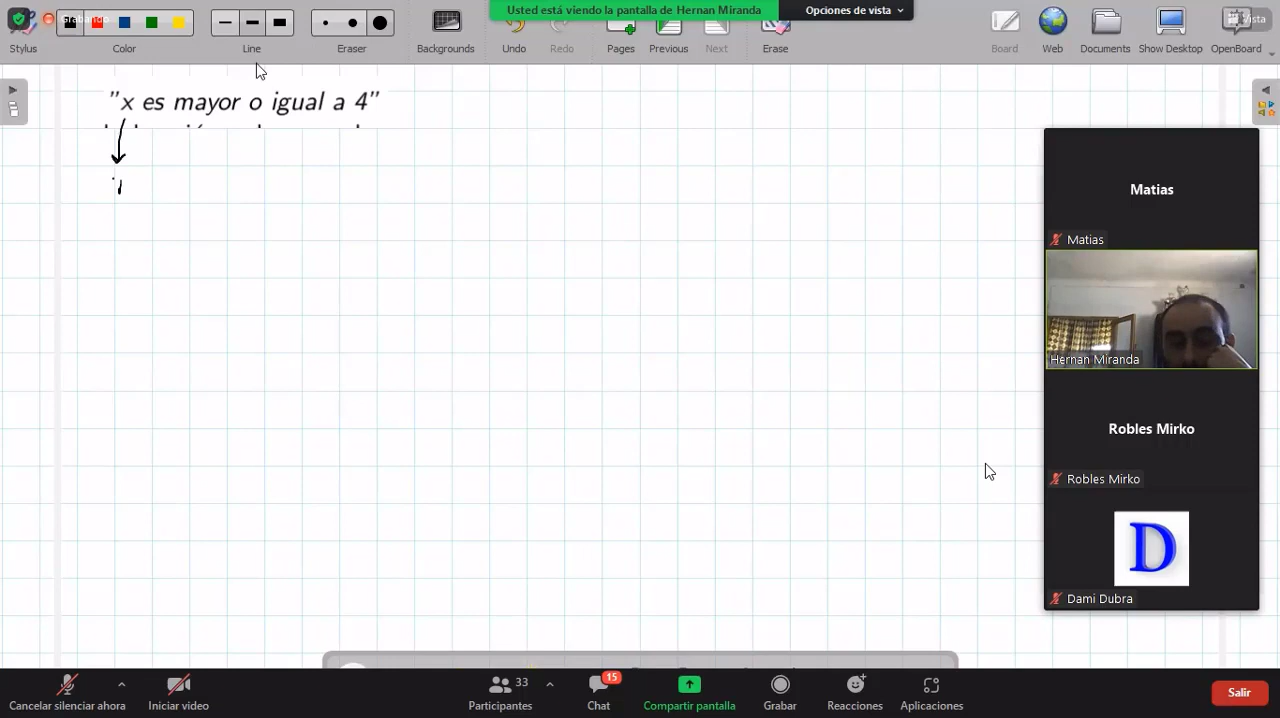 Usted está viendo la pantalla de Hernan Miranda
Opciones de vista
Grabando
Vista
Stylus
Color
Line
Eraser
Backgrounds
Undo
Redo
Pages
Previous
Next
Erase
Board
Web
Documents
Show Desktop
OpenBoard
"x es mayor o igual a 4"
Matias
Matias
Hernan Miranda
Robles Mirko
Robles Mirko
D
Dami Dubra
Cancelar silenciar ahora
Iniciar video
33
Participantes
15
Chat
Compartir pantalla
Grabar
Reacciones
Aplicaciones
Salir